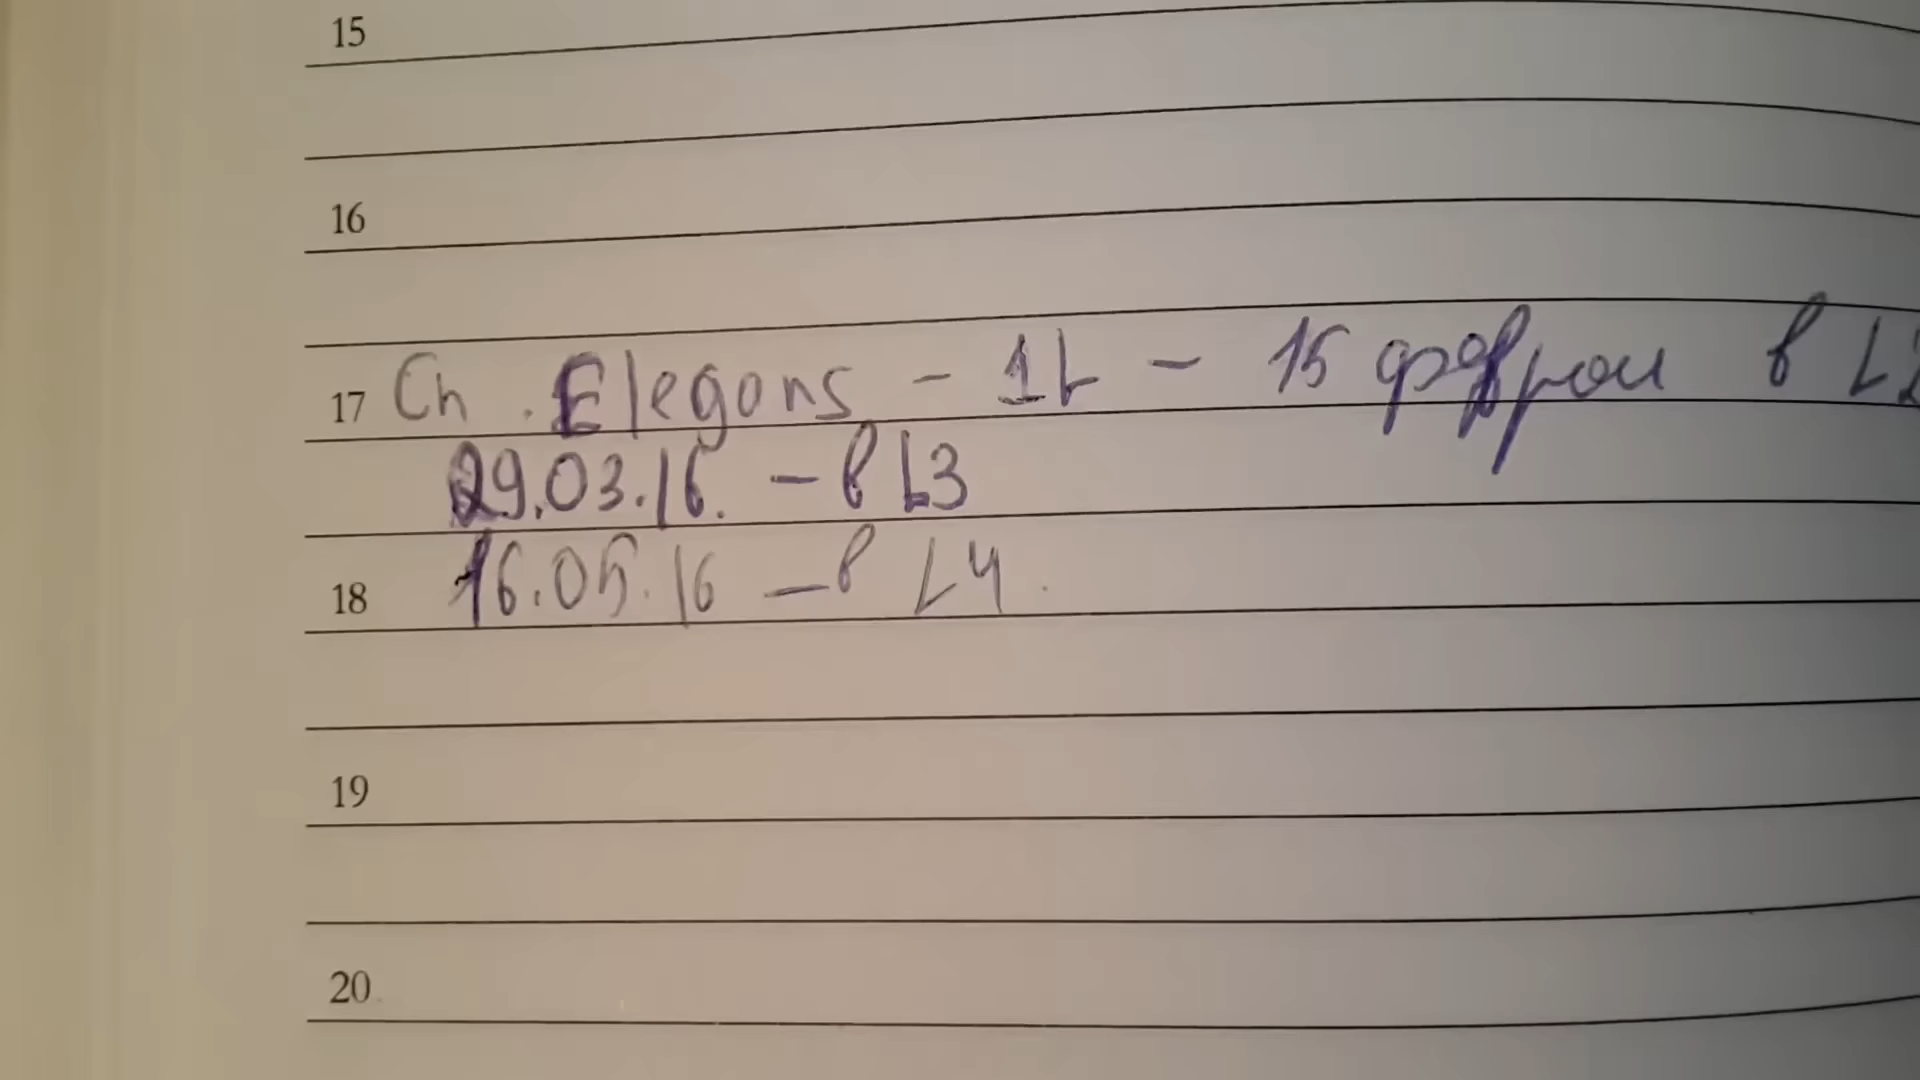 15
16
17 Ch. Elegans - 1L - 15 феврал в L2
29.03.16. - в L3
18 16.05.16 - в L4.
19
20